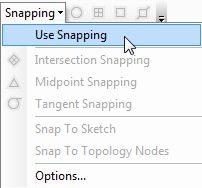 Snapping
Use Snapping
Intersection Snapping
Midpoint Snapping
Tangent Snapping
Snap To Sketch
Snap To Topology Nodes
Options...